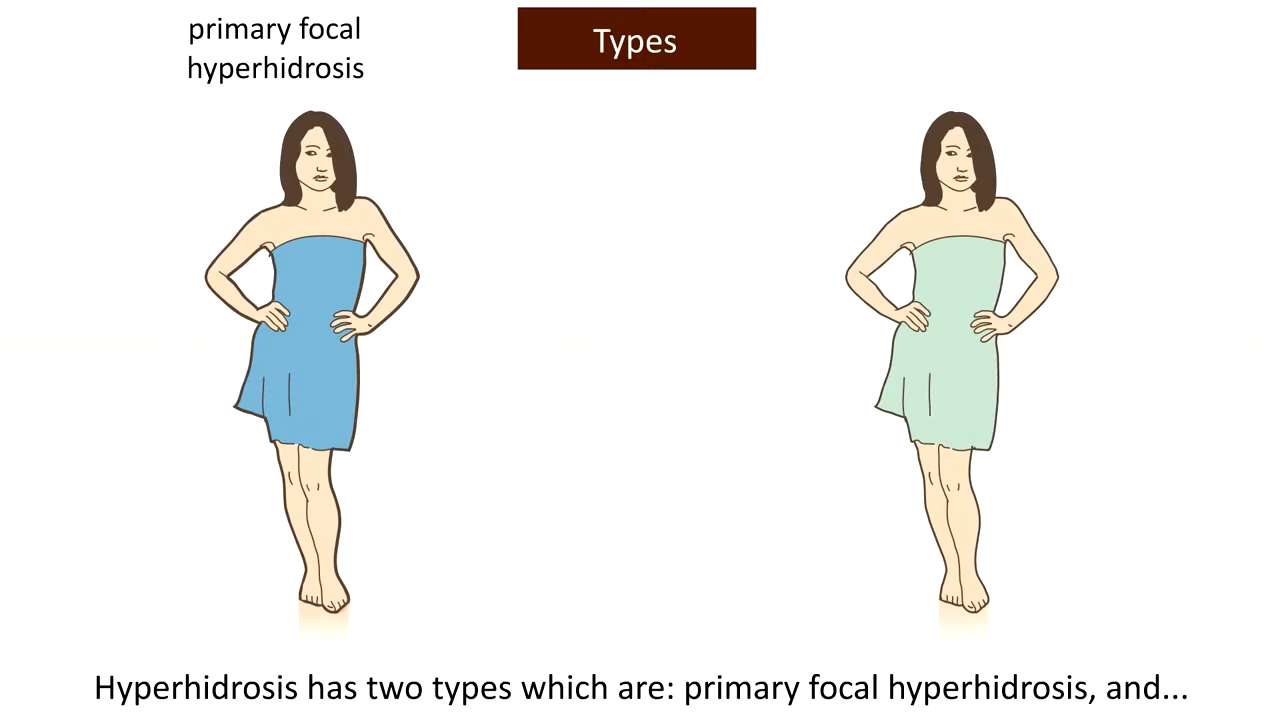 primary focal
hyperhidrosis
Types
Hyperhidrosis has two types which are: primary focal hyperhidrosis, and...